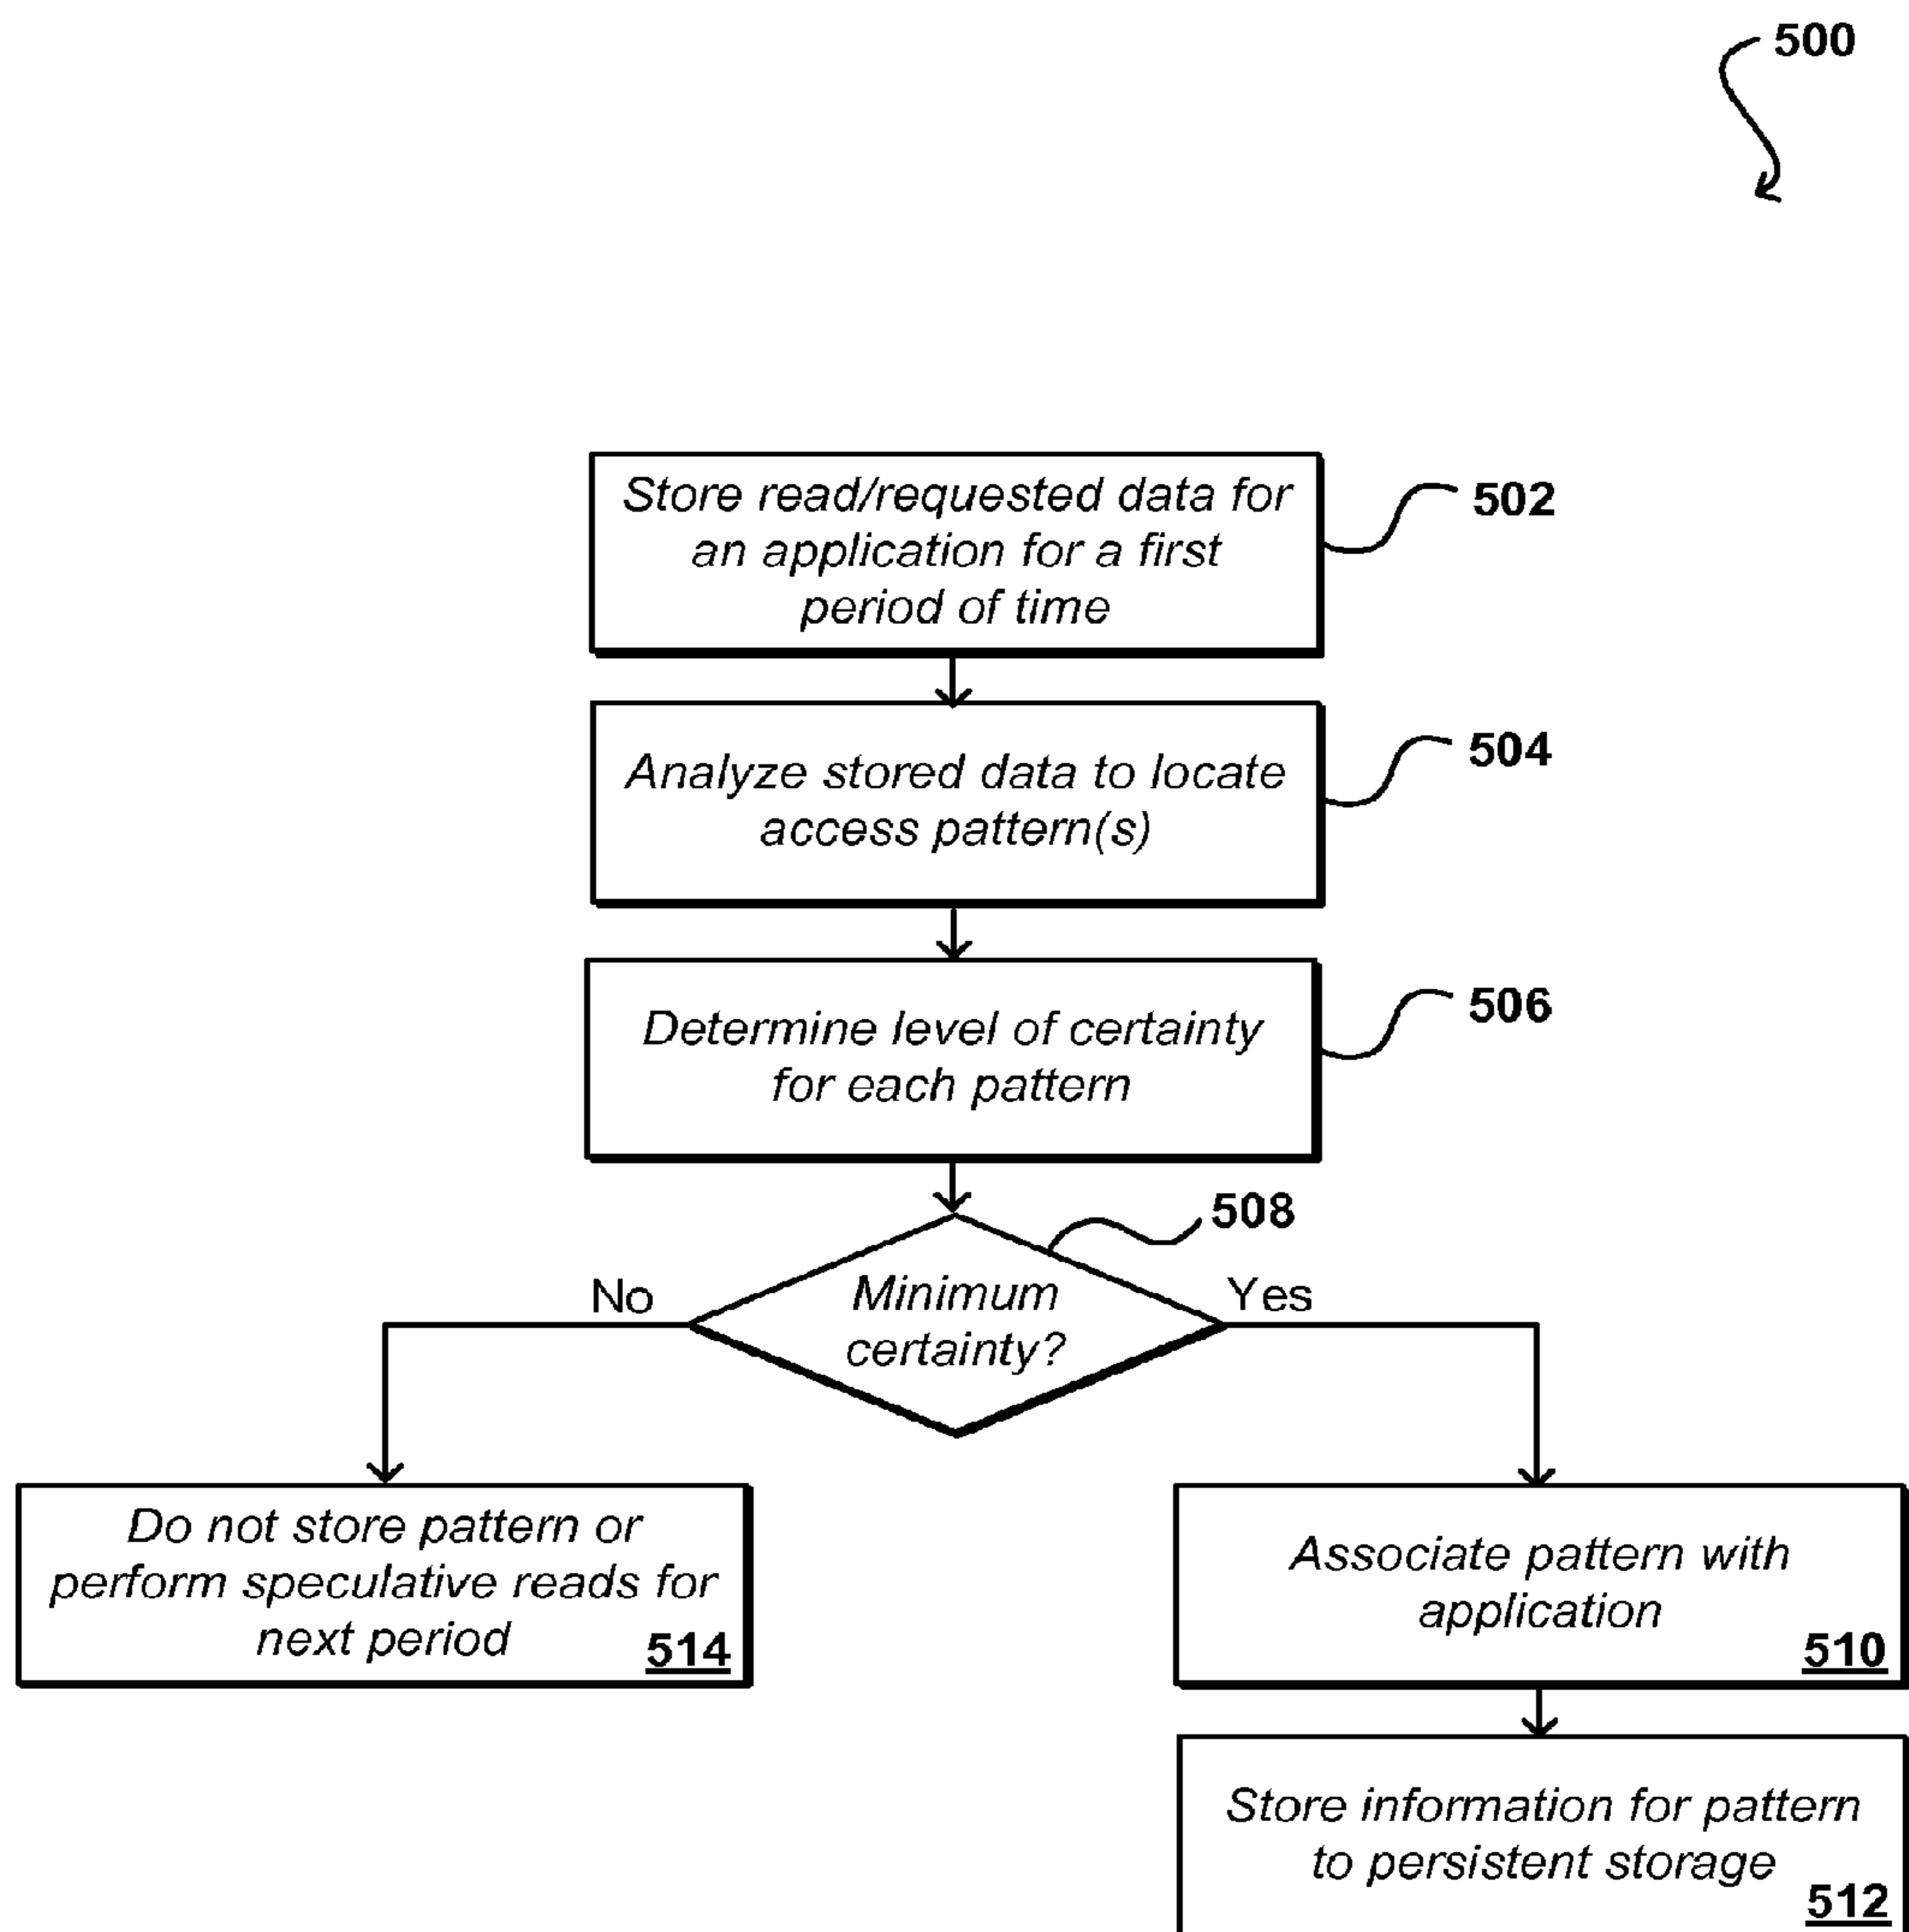 500
Store read/requested data for
an application for a first
period of time
502
Analyze stored data to locate
access pattern(s)
504
Determine level of certainty
for each pattern
506
508
Minimum
certainty?
No
Yes
Do not store pattern or
perform speculative reads for
next period
514
Associate pattern with
application
510
Store information for pattern
to persistent storage
512